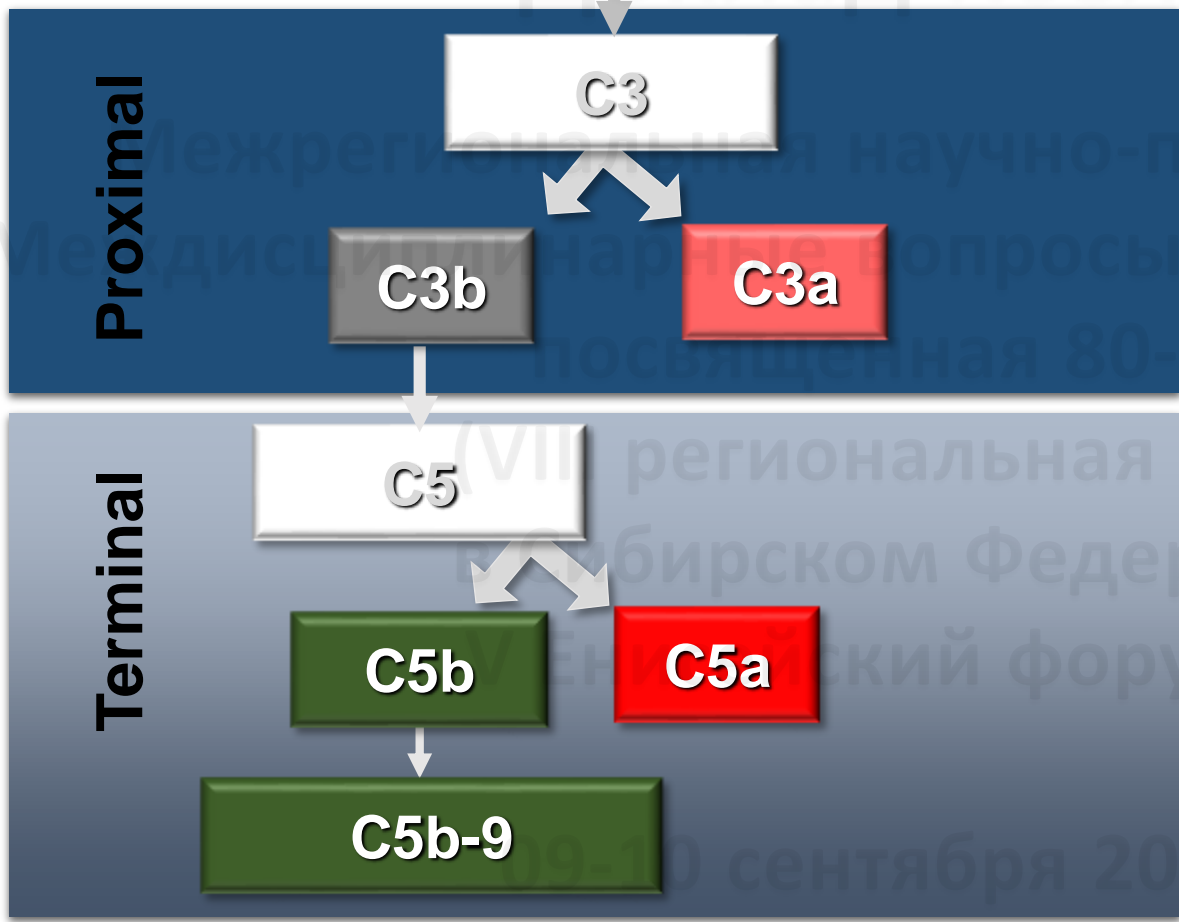 Proximal
C3
Межрегиональная научно-п
C3b
C3a
Междисциплинарные вопросы
посвященная 80-
Terminal
(VIII региональная
C5
в Сибирском Федер
C5b
C5a
V Енисейский фору
C5b-9
09-10 сентября 20